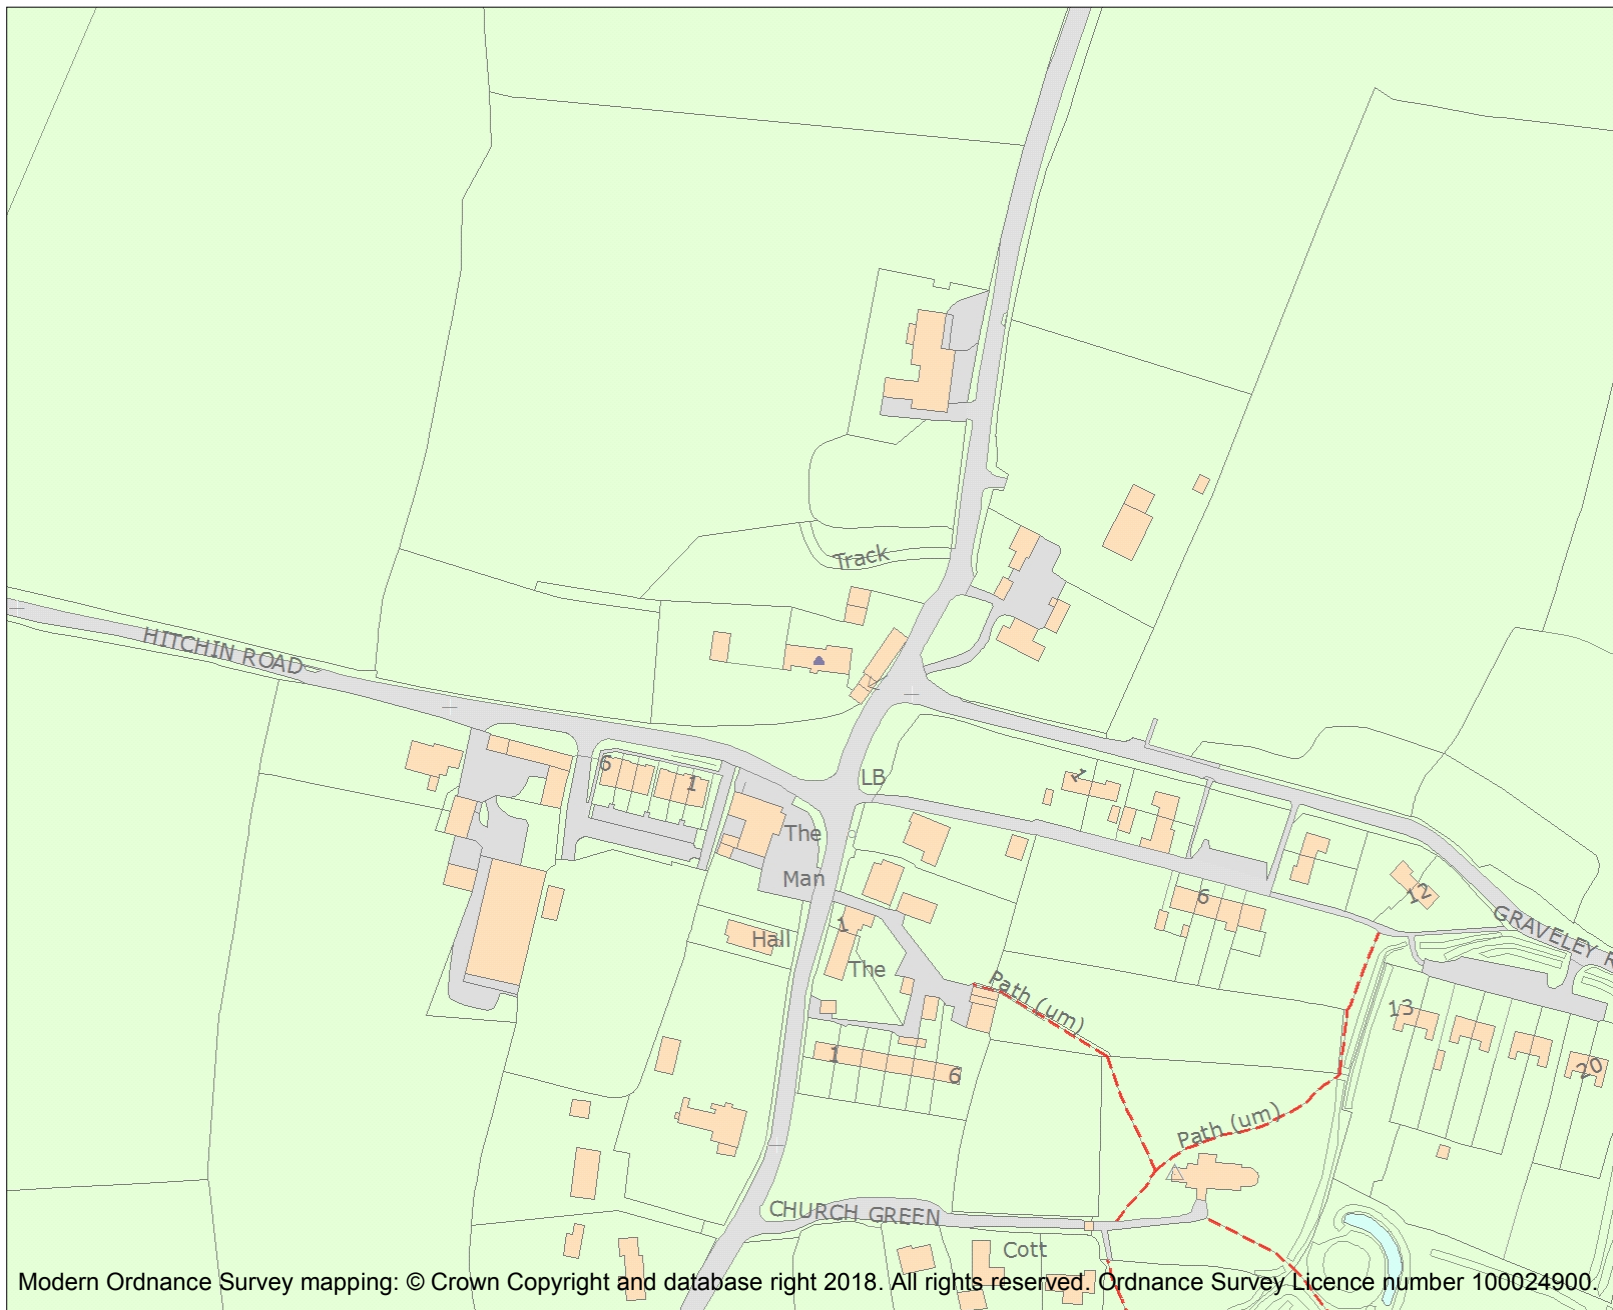 Track
HITCHIN ROAD
LB
6
1
1
The
Man
6
12
GRAVELEY R
1
Hall
The
Path (um)
13
1
6
20
Path (um)
CHURCH GREEN
Cott
Modern Ordnance Survey mapping: © Crown Copyright and database right 2018. All rights reserved. Ordnance Survey Licence number 100024900.